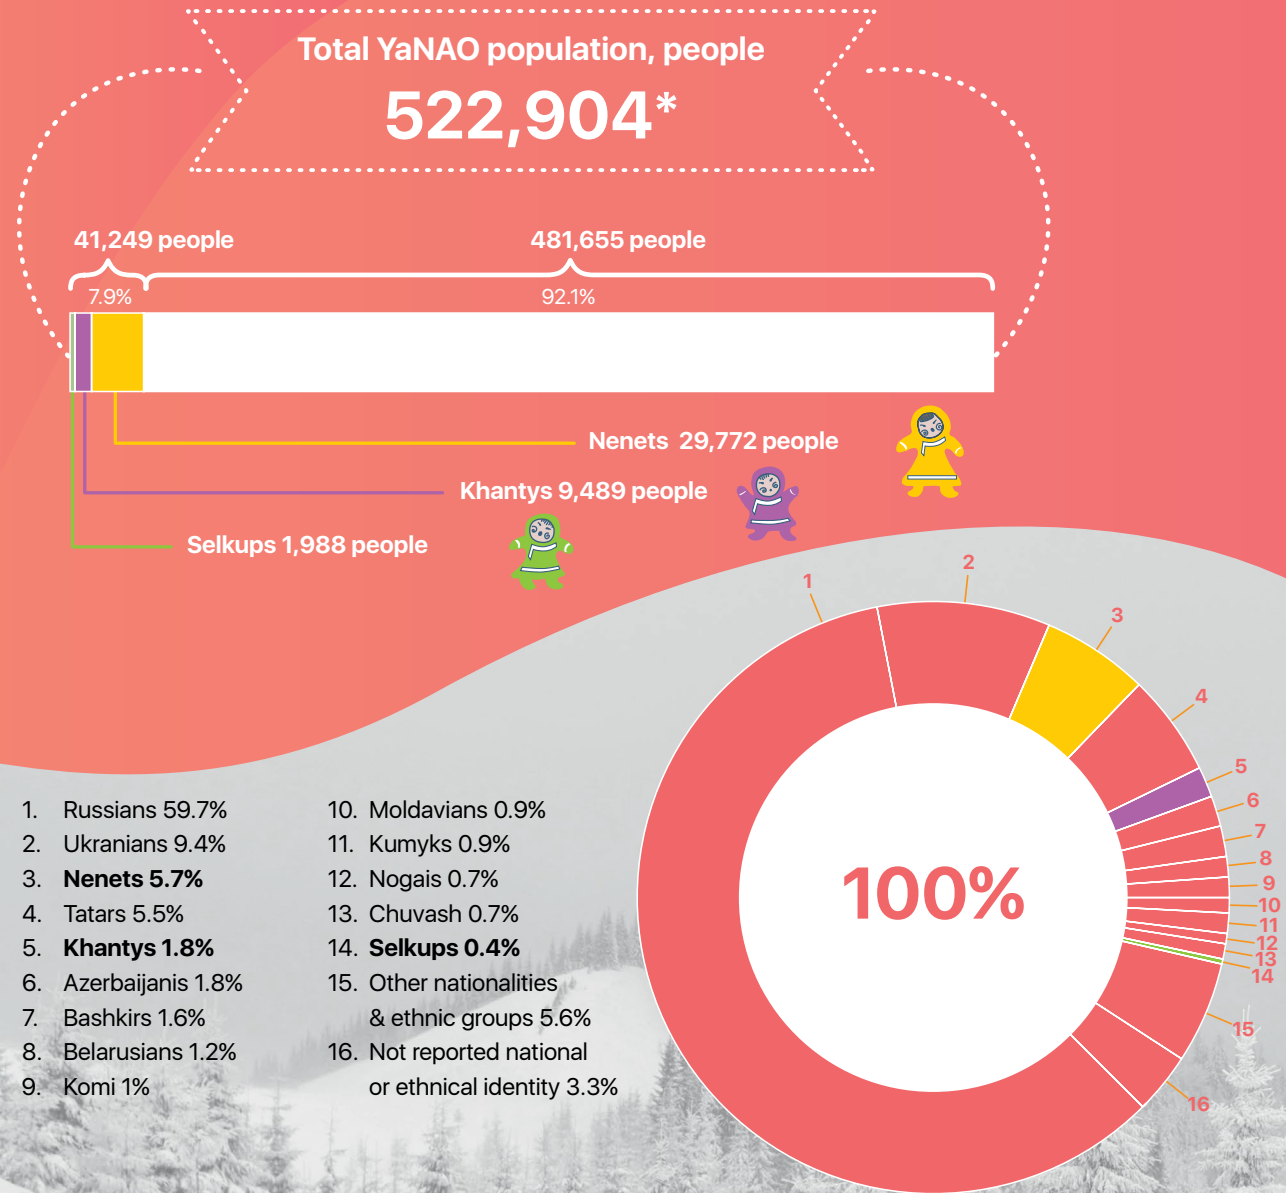 Total YaNAO population, people
522,904*
41,249 people
481,655 people
7.9%
92.1%
Nenets 29,772 people
Khantys 9,489 people
Selkups 1,988 people
1. Russians 59.7%
2. Ukranians 9.4%
3. Nenets 5.7%
4. Tatars 5.5%
5. Khantys 1.8%
6. Azerbaijanis 1.8%
7. Bashkirs 1.6%
8. Belarusians 1.2%
9. Komi 1%
10. Moldavians 0.9%
11. Kumyks 0.9%
12. Nogais 0.7%
13. Chuvash 0.7%
14. Selkups 0.4%
15. Other nationalities
& ethnic groups 5.6%
16. Not reported national
or ethnical identity 3.3%
1
2
3
4
5
6
7
8
9
10
11
12
13
14
15
16
100%